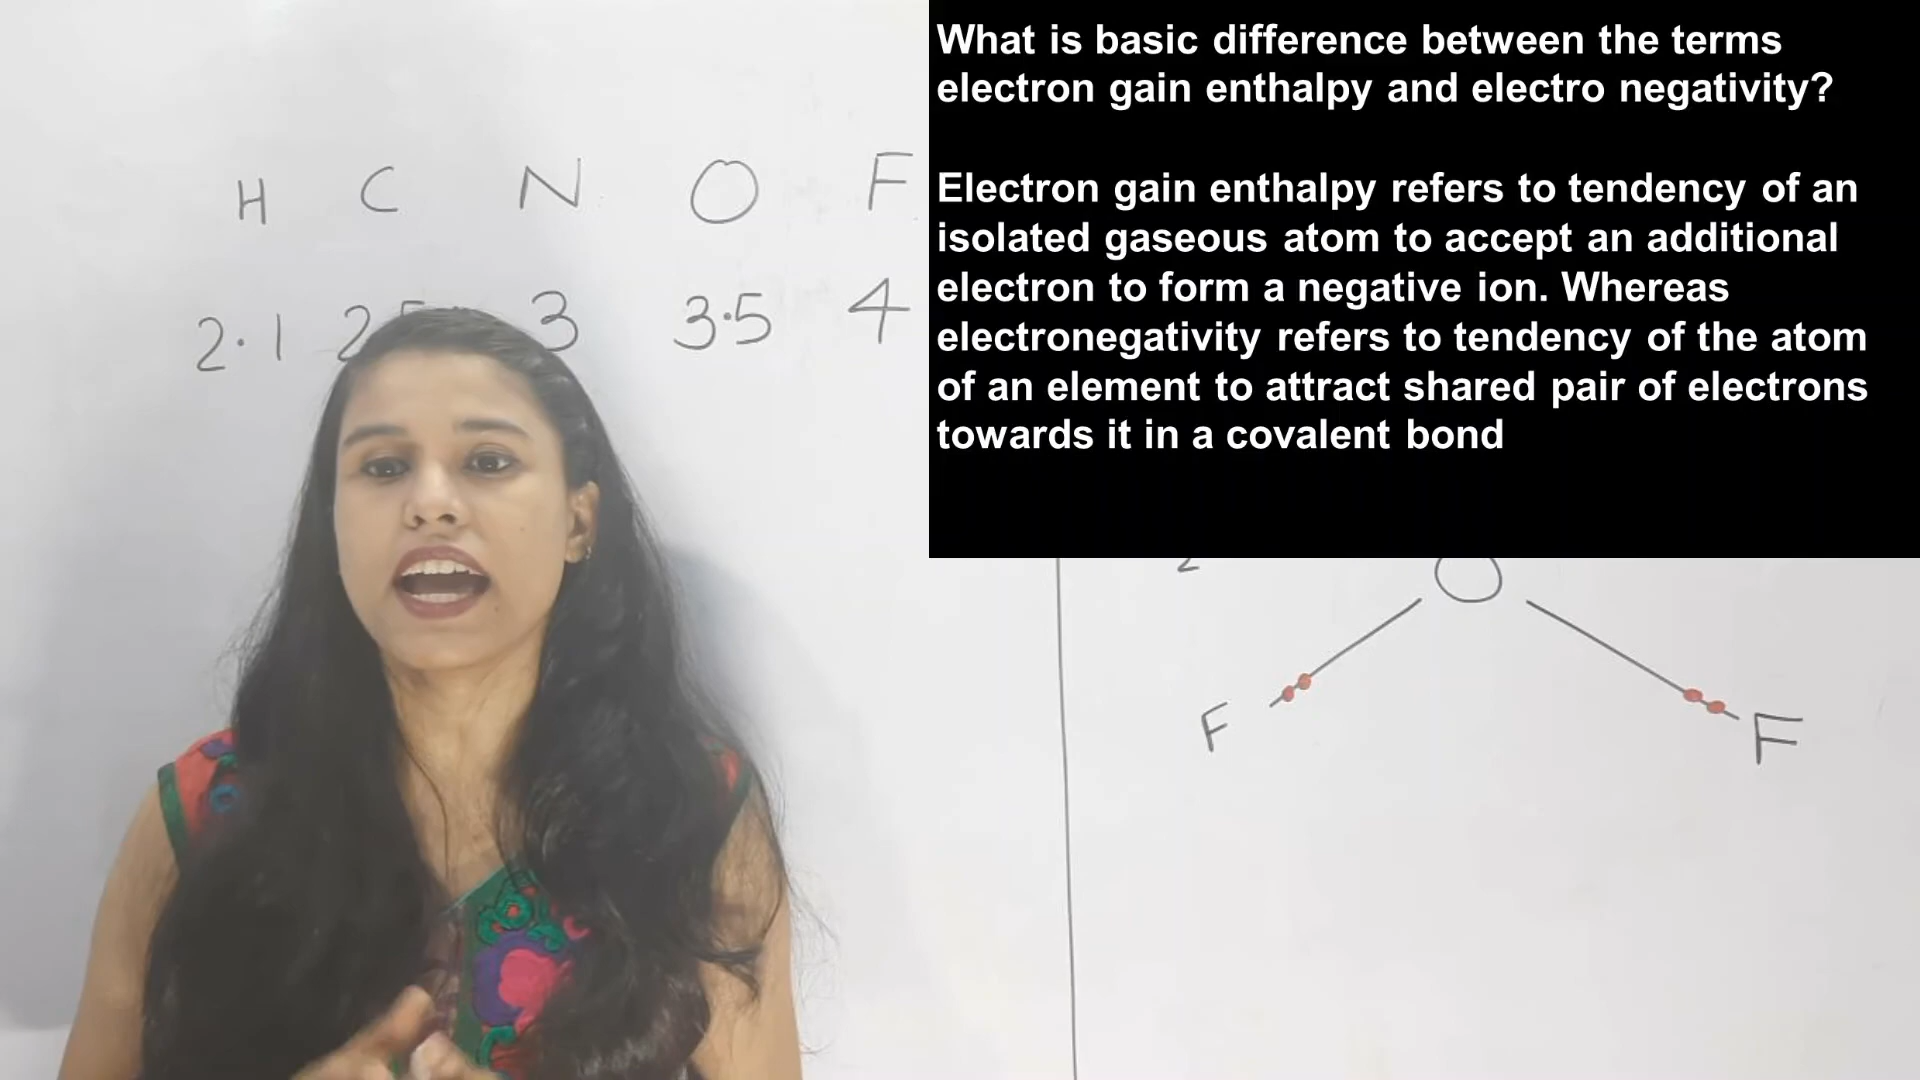 What is basic difference between the terms
electron gain enthalpy and electro negativity?
Electron gain enthalpy refers to tendency of an
isolated gaseous atom to accept an additional
electron to form a negative ion. Whereas
electronegativity refers to tendency of the atom
of an element to attract shared pair of electrons
towards it in a covalent bond
H C N O F
2.1 3 3.5 4
O
F F